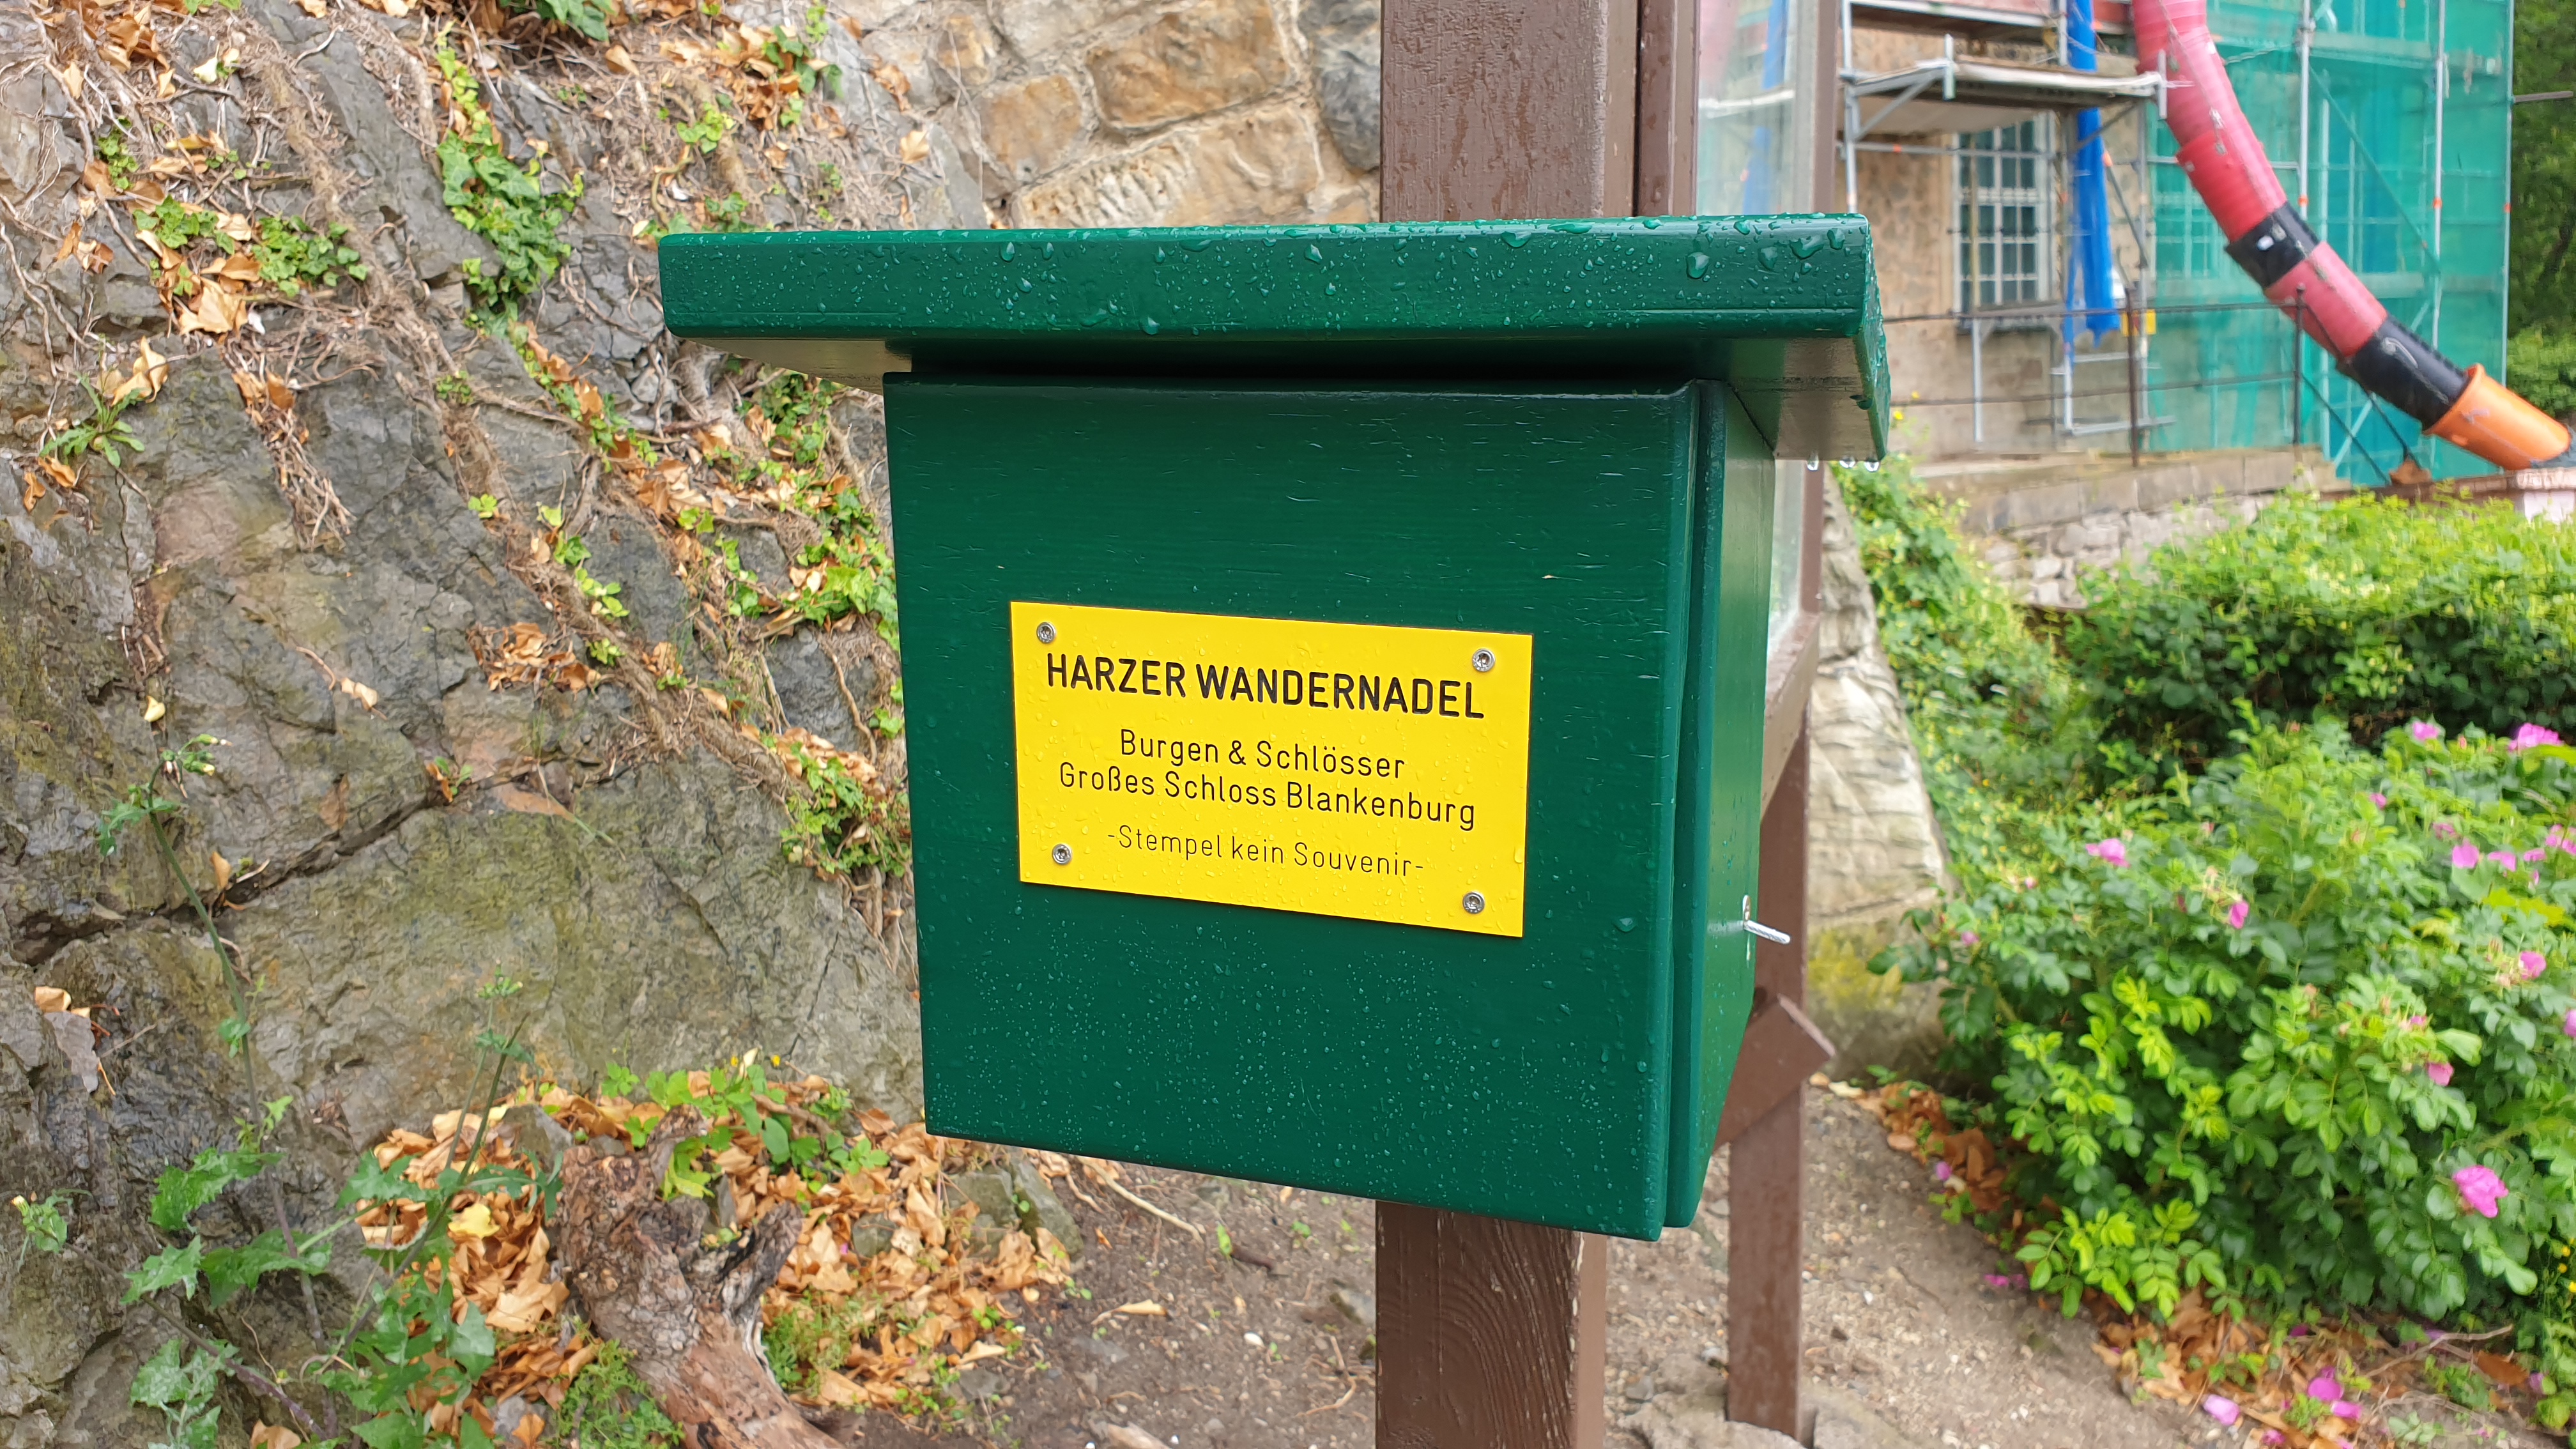 HARZER WANDERNADEL
Burgen & Schlösser
Großes Schloss Blankenburg
-Stempel kein Souvenir-